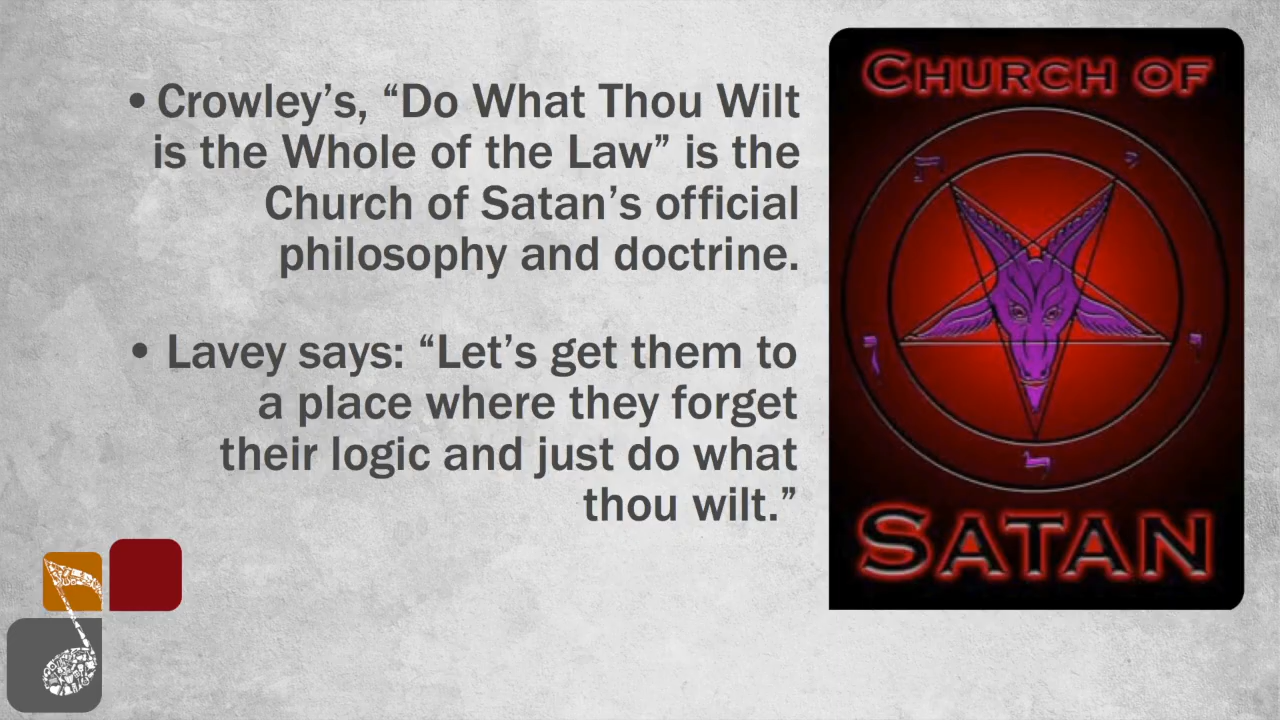 • Crowley’s, “Do What Thou Wilt
is the Whole of the Law” is the
Church of Satan’s official
philosophy and doctrine.
• Lavey says: “Let’s get them to
a place where they forget
their logic and just do what
thou wilt.”
CHURCH OF
SATAN